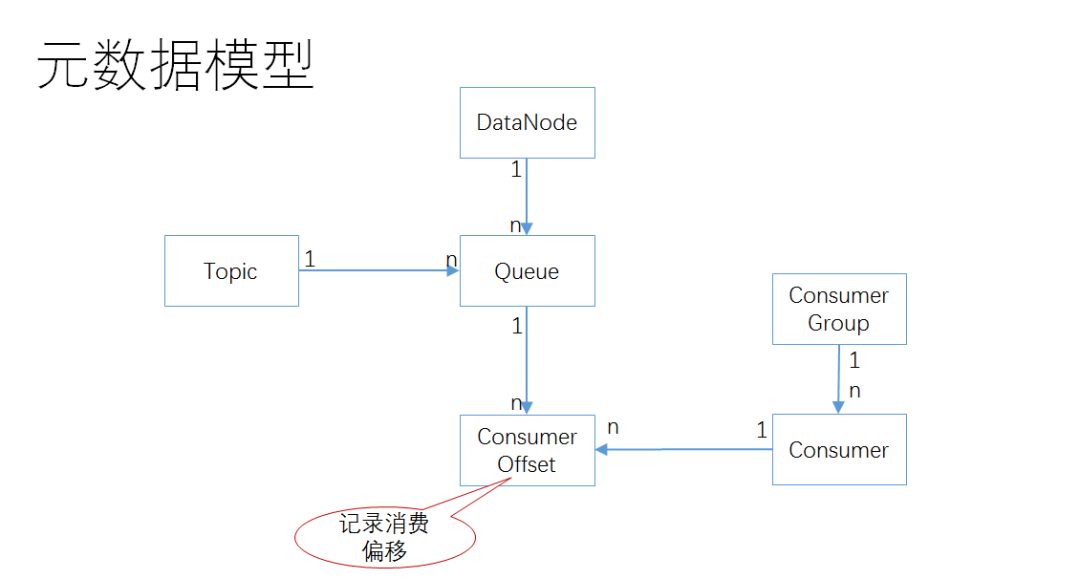 元数据模型
DataNode
1
n
Topic
1
n
Queue
1
n
Consumer
Group
1
n
Consumer
Offset
n
1
Consumer
记录消费
偏移